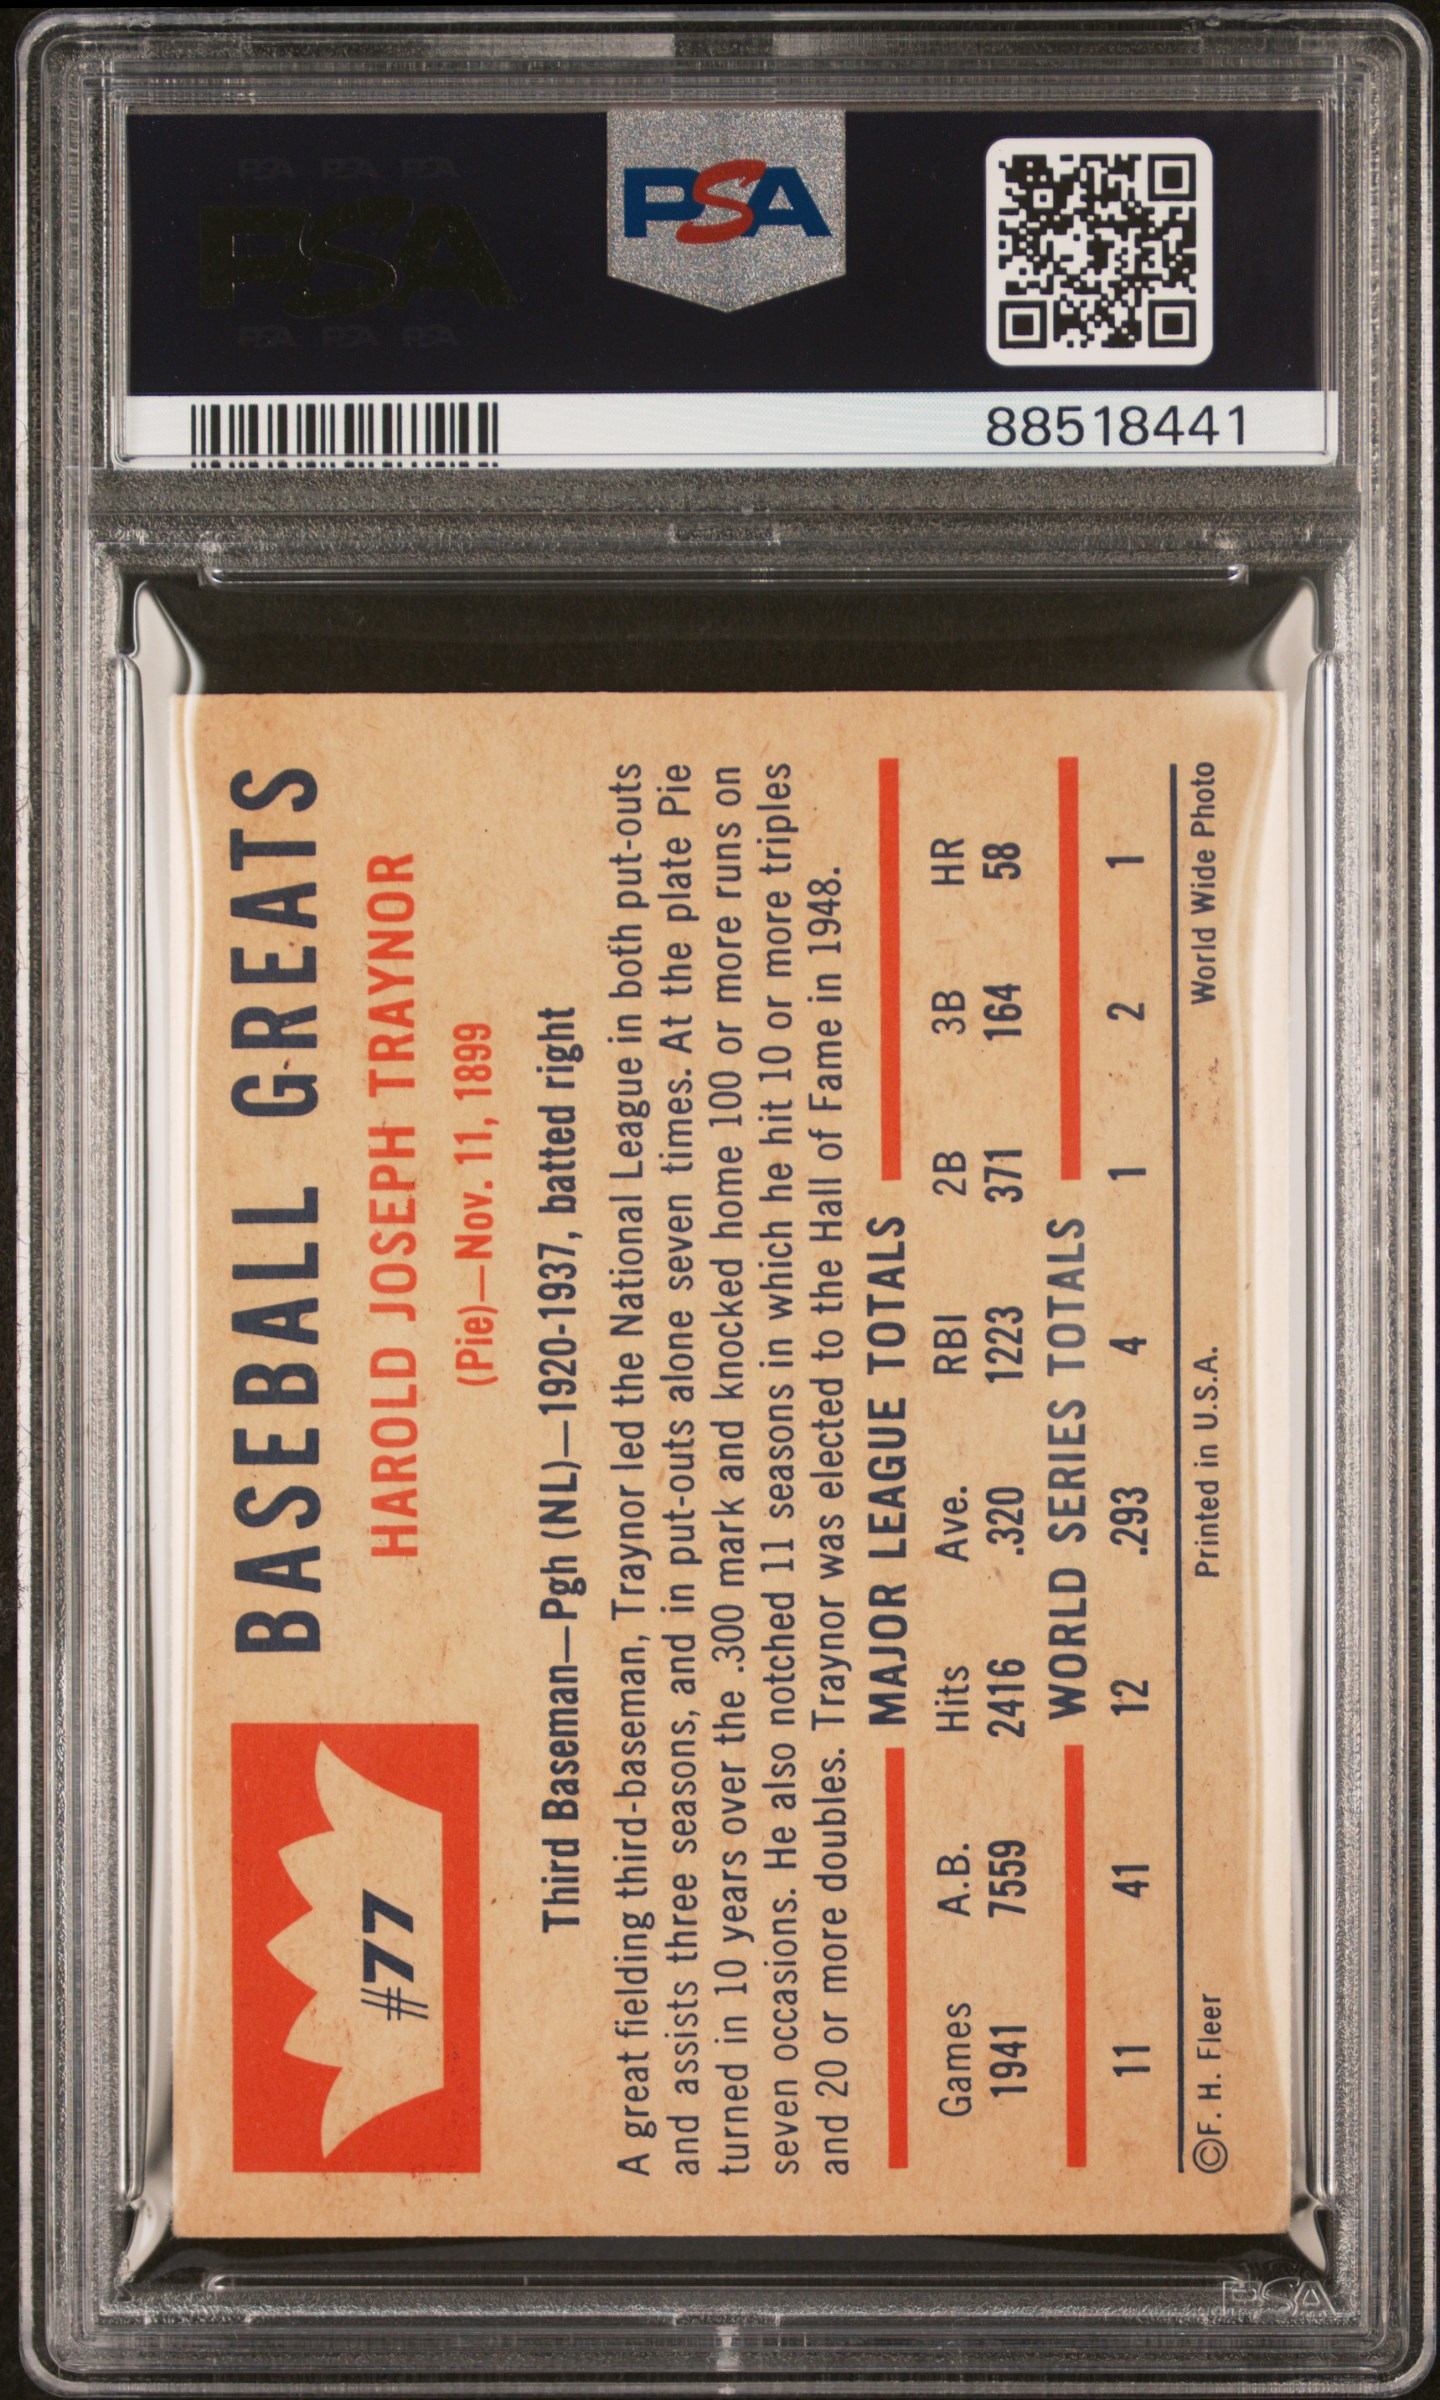 PSA PSA PSA
PSA
PSA PSA PSA
PSA
88518441
#77
BASEBALL GREATS
HAROLD JOSEPH TRAYNOR
(Pie)—Nov. 11, 1899
Third Baseman—Pgh (NL)—1920-1937, batted right
A great fielding third-baseman, Traynor led the National League in both put-outs
and assists three seasons, and in put-outs alone seven times. At the plate Pie
turned in 10 years over the .300 mark and knocked home 100 or more runs on
seven occasions. He also notched 11 seasons in which he hit 10 or more triples
and 20 or more doubles. Traynor was elected to the Hall of Fame in 1948.
MAJOR LEAGUE TOTALS
Games A.B. Hits Ave. RBI 2B 3B HR
1941 7559 2416 .320 1223 371 164 58
WORLD SERIES TOTALS
11 41 12 .293 4 1 2 1
©F. H. Fleer Printed in U.S.A. World Wide Photo
PSA